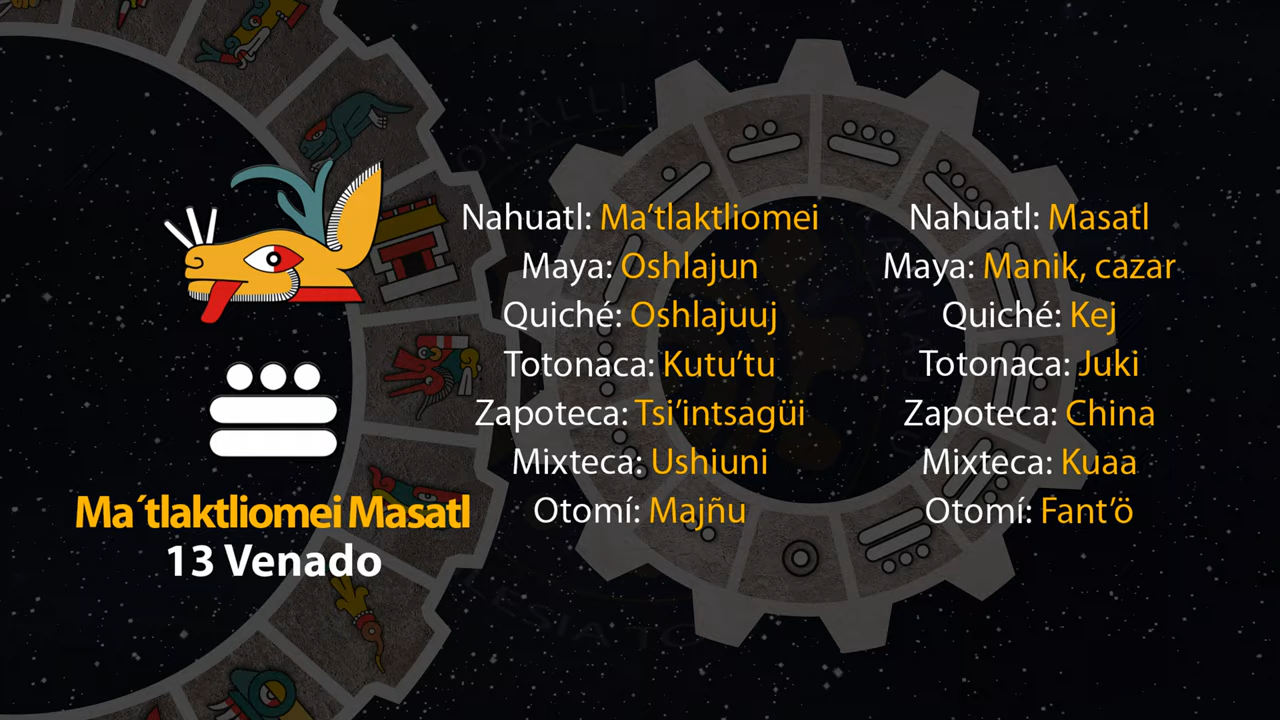 Nahuatl: Ma’tlaktliomei
Maya: Oshlajun
Quiché: Oshlajuuj
Totonaca: Kutu’tu
Zapoteca: Tsi’intsagüi
Mixteca: Ushiuni
Otomí: Majñu
Nahuatl: Masatl
Maya: Manik, cazar
Quiché: Kej
Totonaca: Juki
Zapoteca: China
Mixteca: Kuaa
Otomí: Fant’ö
Ma´tlaktliomei Masatl
13 Venado